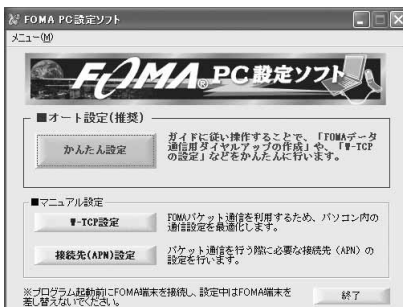 FOMA PC設定ソフト
メニュー(M)
FOMA® PC設定ソフト
■オート設定(推奨)
かんたん設定
ガイドに従い操作することで、「FOMAデータ
通信用ダイヤルアップの作成」や、「W-TCP
の設定」などをかんたんに行います。
■マニュアル設定
W-TCP設定
FOMAパケット通信を利用するため、パソコン内の
通信設定を最適化します。
接続先(APN)設定
パケット通信を行う際に必要な接続先(APN)の
設定を行います。
※プログラム起動前にFOMA端末を接続し、設定中はFOMA端末を
差し替えないでください。
終了